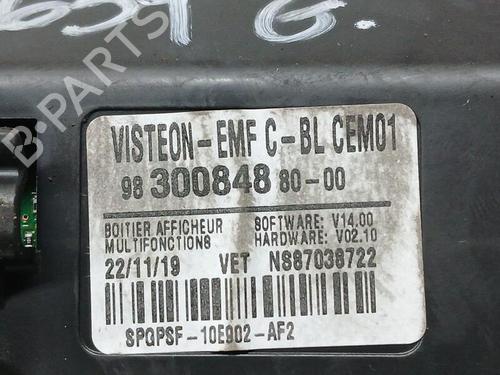 659 G.
B-PARTS
VISTEON-EMF C-BL CEM01
98 300848 80-00
BOITIER AFFICHEUR SOFTWARE: V14.00
MULTIFONCTIONS HARDWARE: V02.10
22/11/19 VET NS87038722
SPQPSF-10E902-AF2